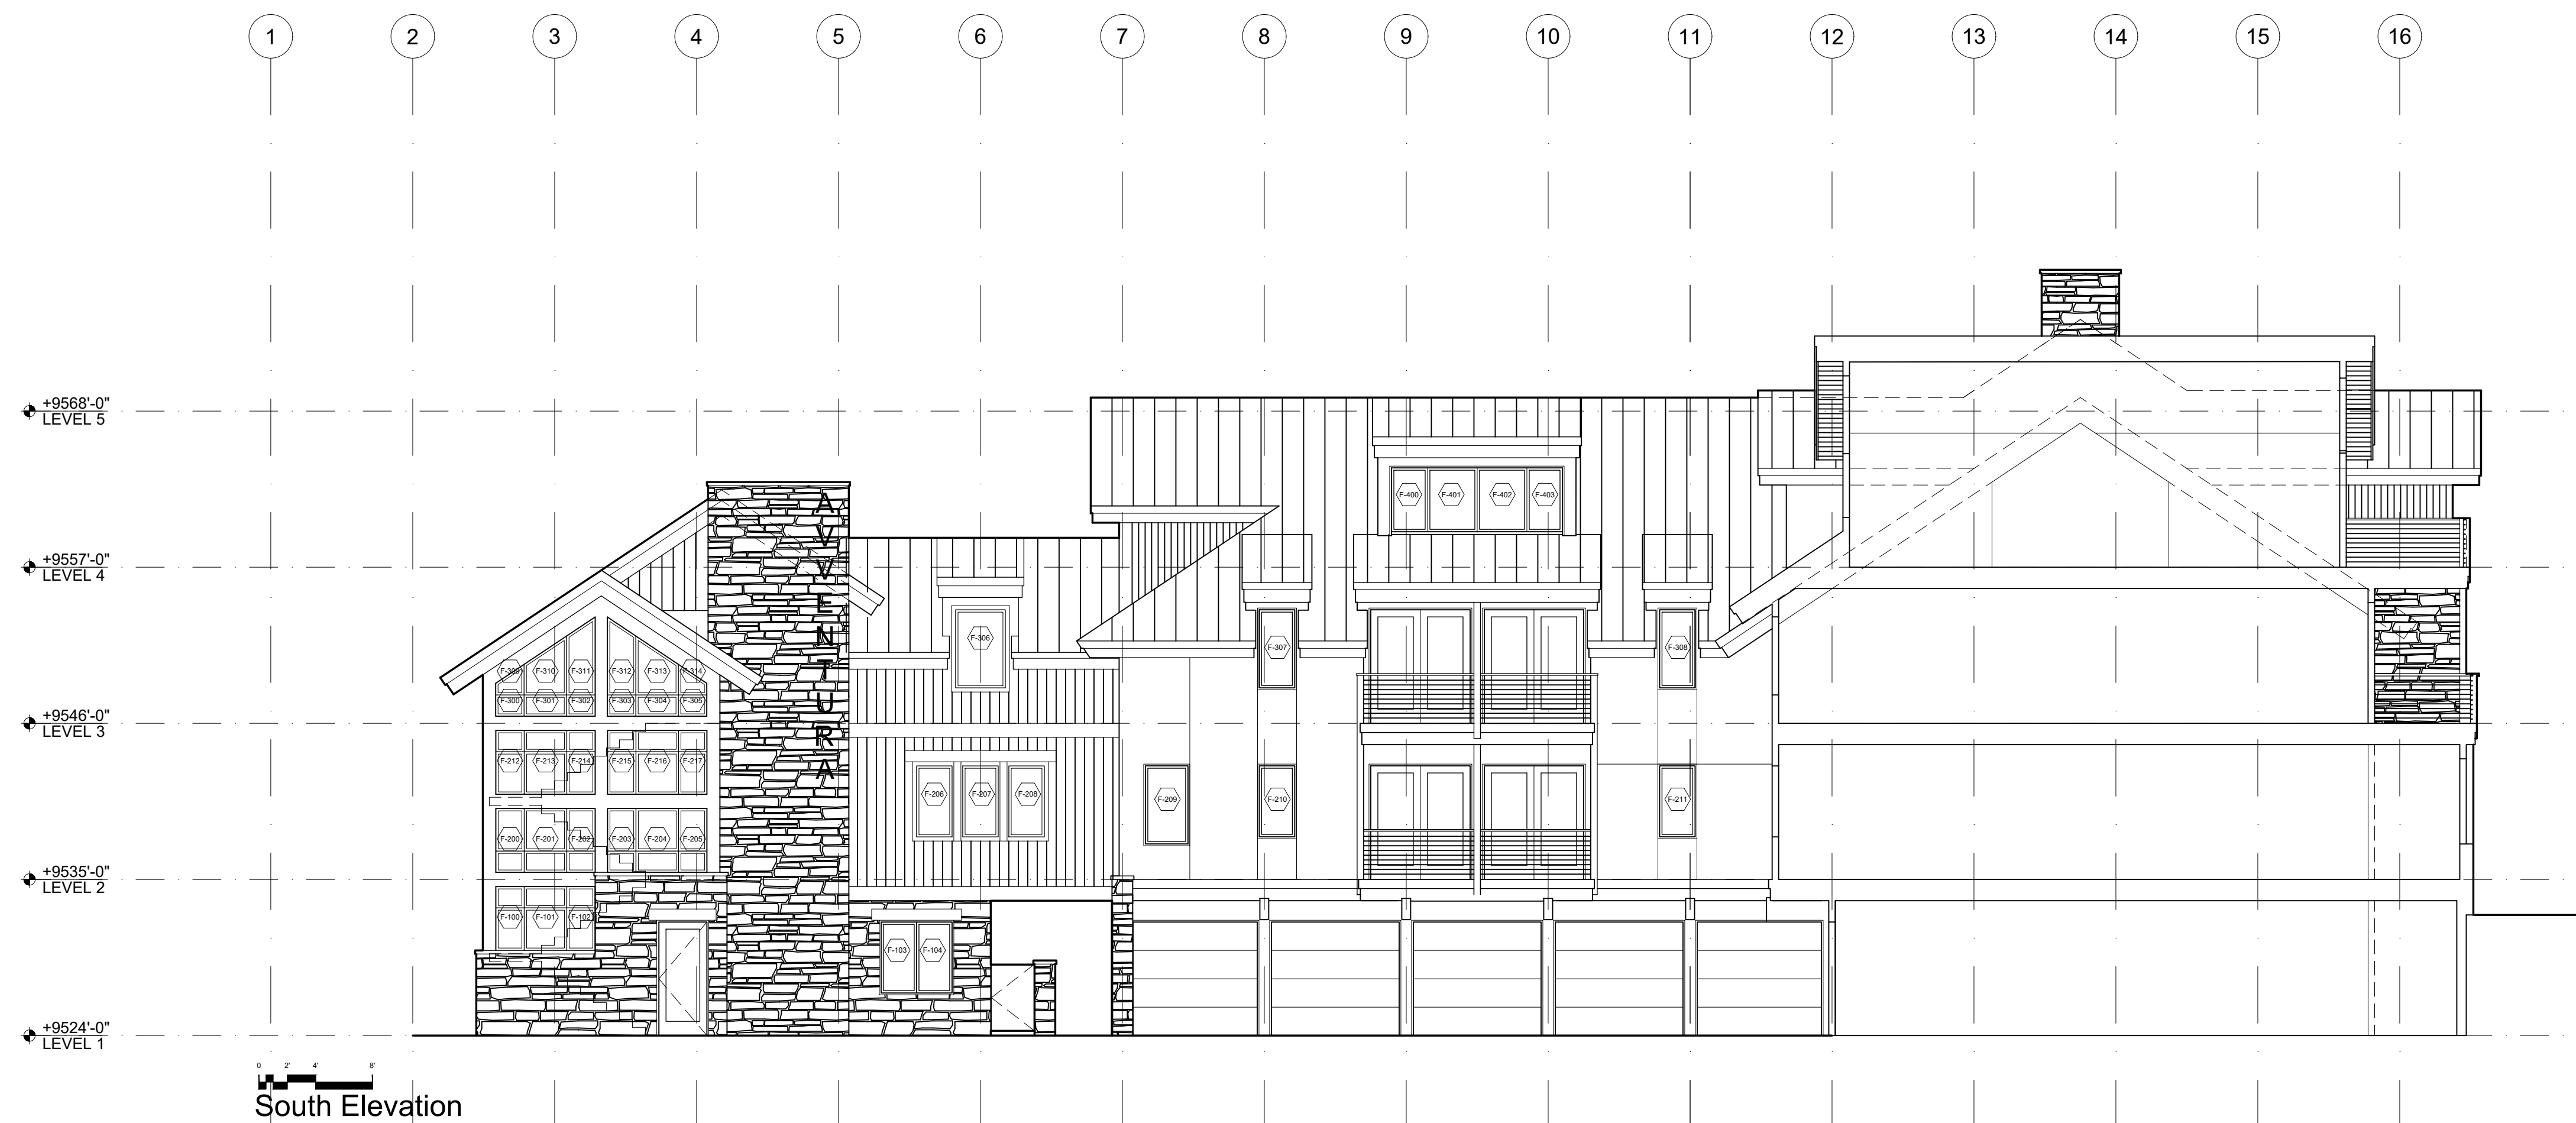 1 2 3 4 5 6 7 8 9 10 11 12 13 14 15 16
+9568'-0"
LEVEL 5
F-400 F-401 F-402 F-403
AVVENTURA
+9557'-0"
LEVEL 4
F-306 F-307 F-308
F-309 F-310 F-311 F-312 F-313 F-314
F-300 F-301 F-302 F-303 F-304 F-305
+9546'-0"
LEVEL 3
F-212 F-213 F-214 F-215 F-216 F-217
F-206 F-207 F-208 F-209 F-210 F-211
F-200 F-201 F-202 F-203 F-204 F-205
+9535'-0"
LEVEL 2
F-100 F-101 F-102
F-103 F-104
+9524'-0"
LEVEL 1
0 2' 4' 8'
South Elevation